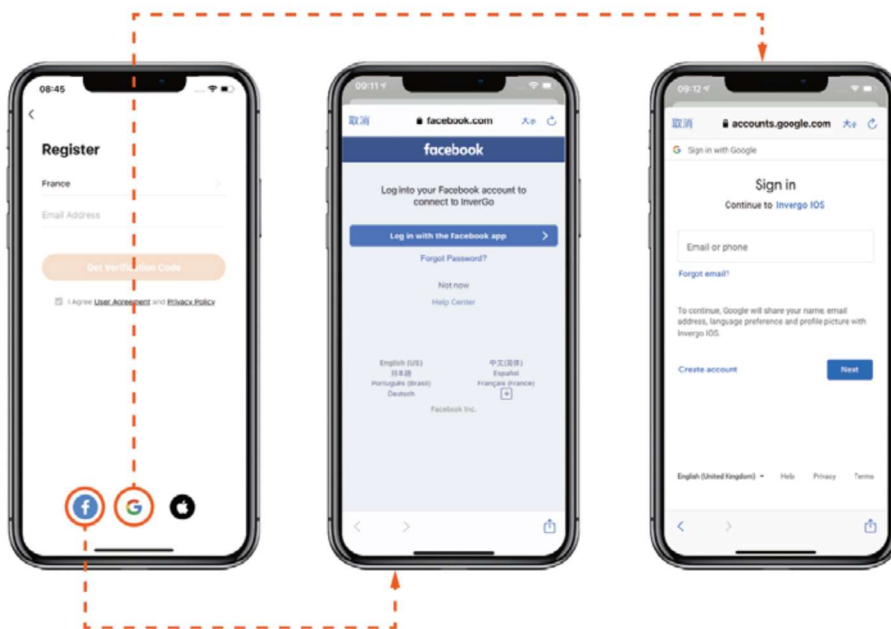 08:45
Register
France
Email Address
Get Verification Code
I Agree User Agreement and Privacy Policy
09:11
取消
facebook.com
大小
facebook
Log into your Facebook account to
connect to InverGo
Log in with the Facebook app
Forgot Password?
Not now
Help Center
English (US)
中文(简体)
日本語
Español
Português (Brasil)
Français (France)
Deutsch
Facebook Inc.
09:12
取消
accounts.google.com
大小
Sign in with Google
Sign in
Continue to Invergo IOS
Email or phone
Forgot email?
To continue, Google will share your name, email
address, language preference and profile picture with
Invergo IOS.
Create account
Next
English (United Kingdom)
Help
Privacy
Terms